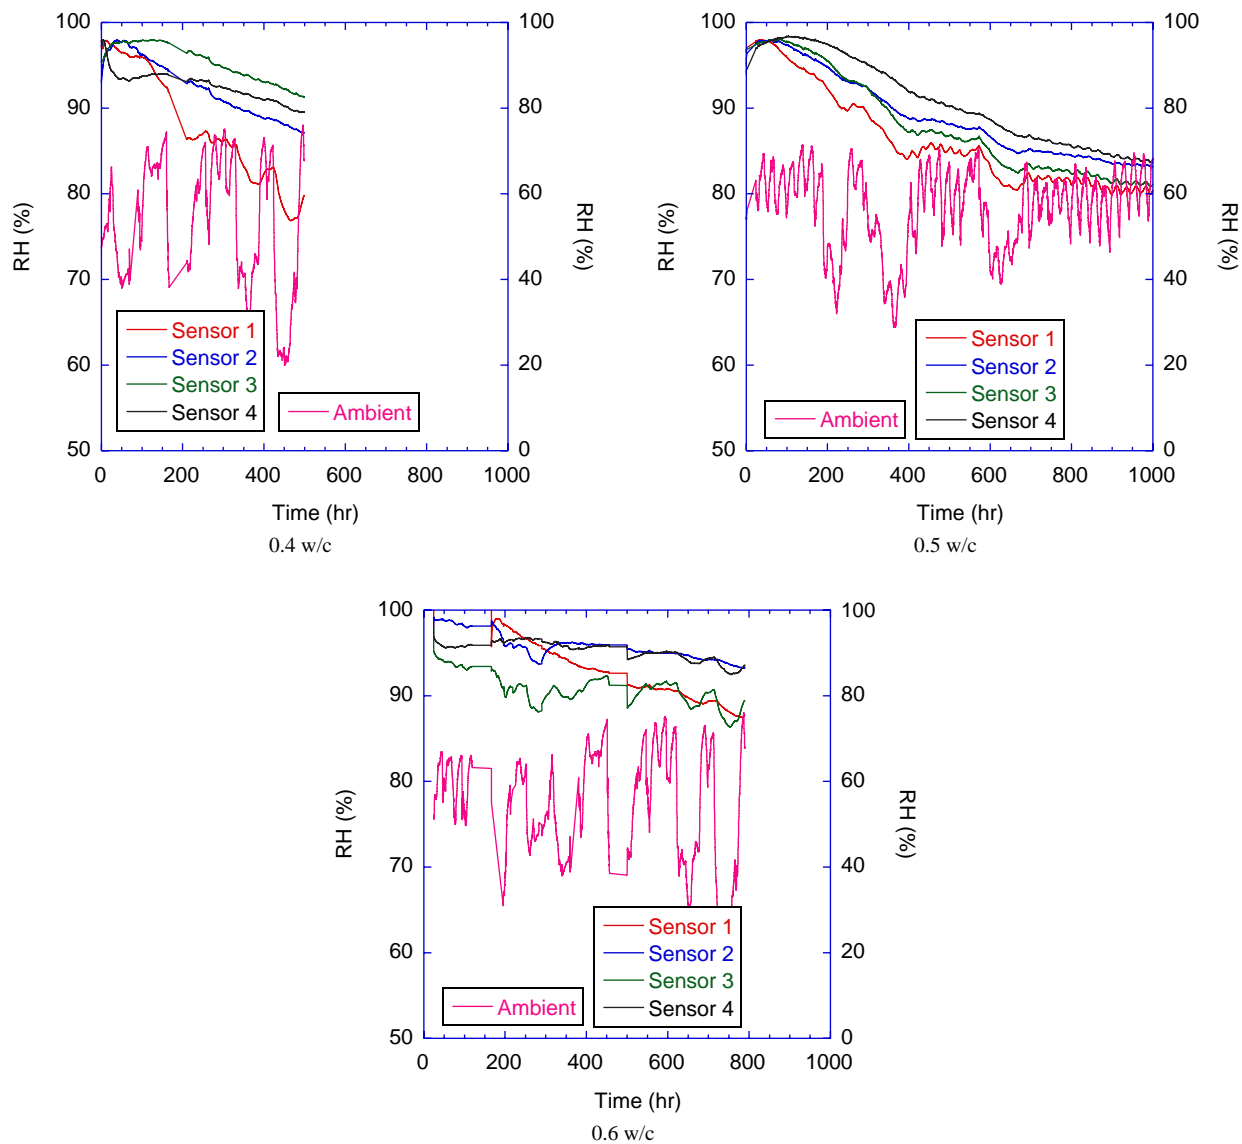 100
90
80
70
60
50
RH (%)
100
80
60
40
20
0
RH (%)
Sensor 1
Sensor 2
Sensor 3
Sensor 4
Ambient
0 200 400 600 800 1000
Time (hr)
0.4 w/c
100
90
80
70
60
50
RH (%)
100
80
60
40
20
0
RH (%)
Sensor 1
Sensor 2
Sensor 3
Sensor 4
Ambient
0 200 400 600 800 1000
Time (hr)
0.5 w/c
100
90
80
70
60
50
RH (%)
100
80
60
40
20
0
RH (%)
Sensor 1
Sensor 2
Sensor 3
Sensor 4
Ambient
0 200 400 600 800 1000
Time (hr)
0.6 w/c